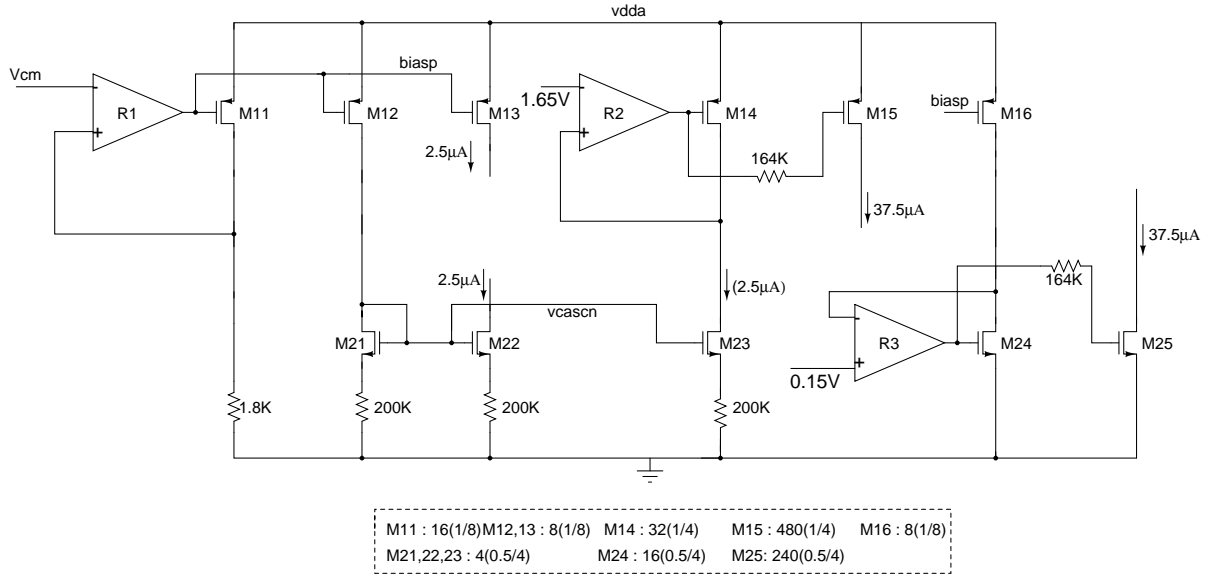 vdda
Vcm
-
+
R1
M11
M12
biasp
M13
2.5μA
1.65V
-
+
R2
M14
164K
M15
37.5μA
biasp
M16
37.5μA
2.5μA
vcascn
(2.5μA)
164K
M21
M22
M23
-
+
R3
M24
M25
0.15V
1.8K
200K
200K
200K
M11 : 16(1/8) M12,13 : 8(1/8) M14 : 32(1/4) M15 : 480(1/4) M16 : 8(1/8)
M21,22,23 : 4(0.5/4) M24 : 16(0.5/4) M25: 240(0.5/4)